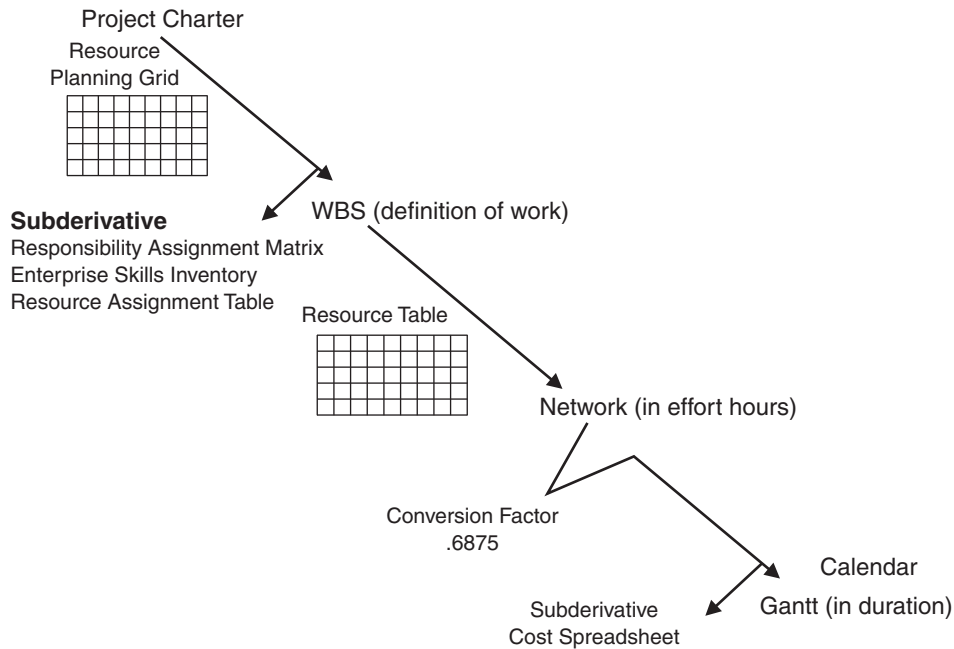 Project Charter
Resource
Planning Grid
WBS (definition of work)
Subderivative
Responsibility Assignment Matrix
Enterprise Skills Inventory
Resource Assignment Table
Resource Table
Network (in effort hours)
Conversion Factor
.6875
Calendar
Gantt (in duration)
Subderivative
Cost Spreadsheet